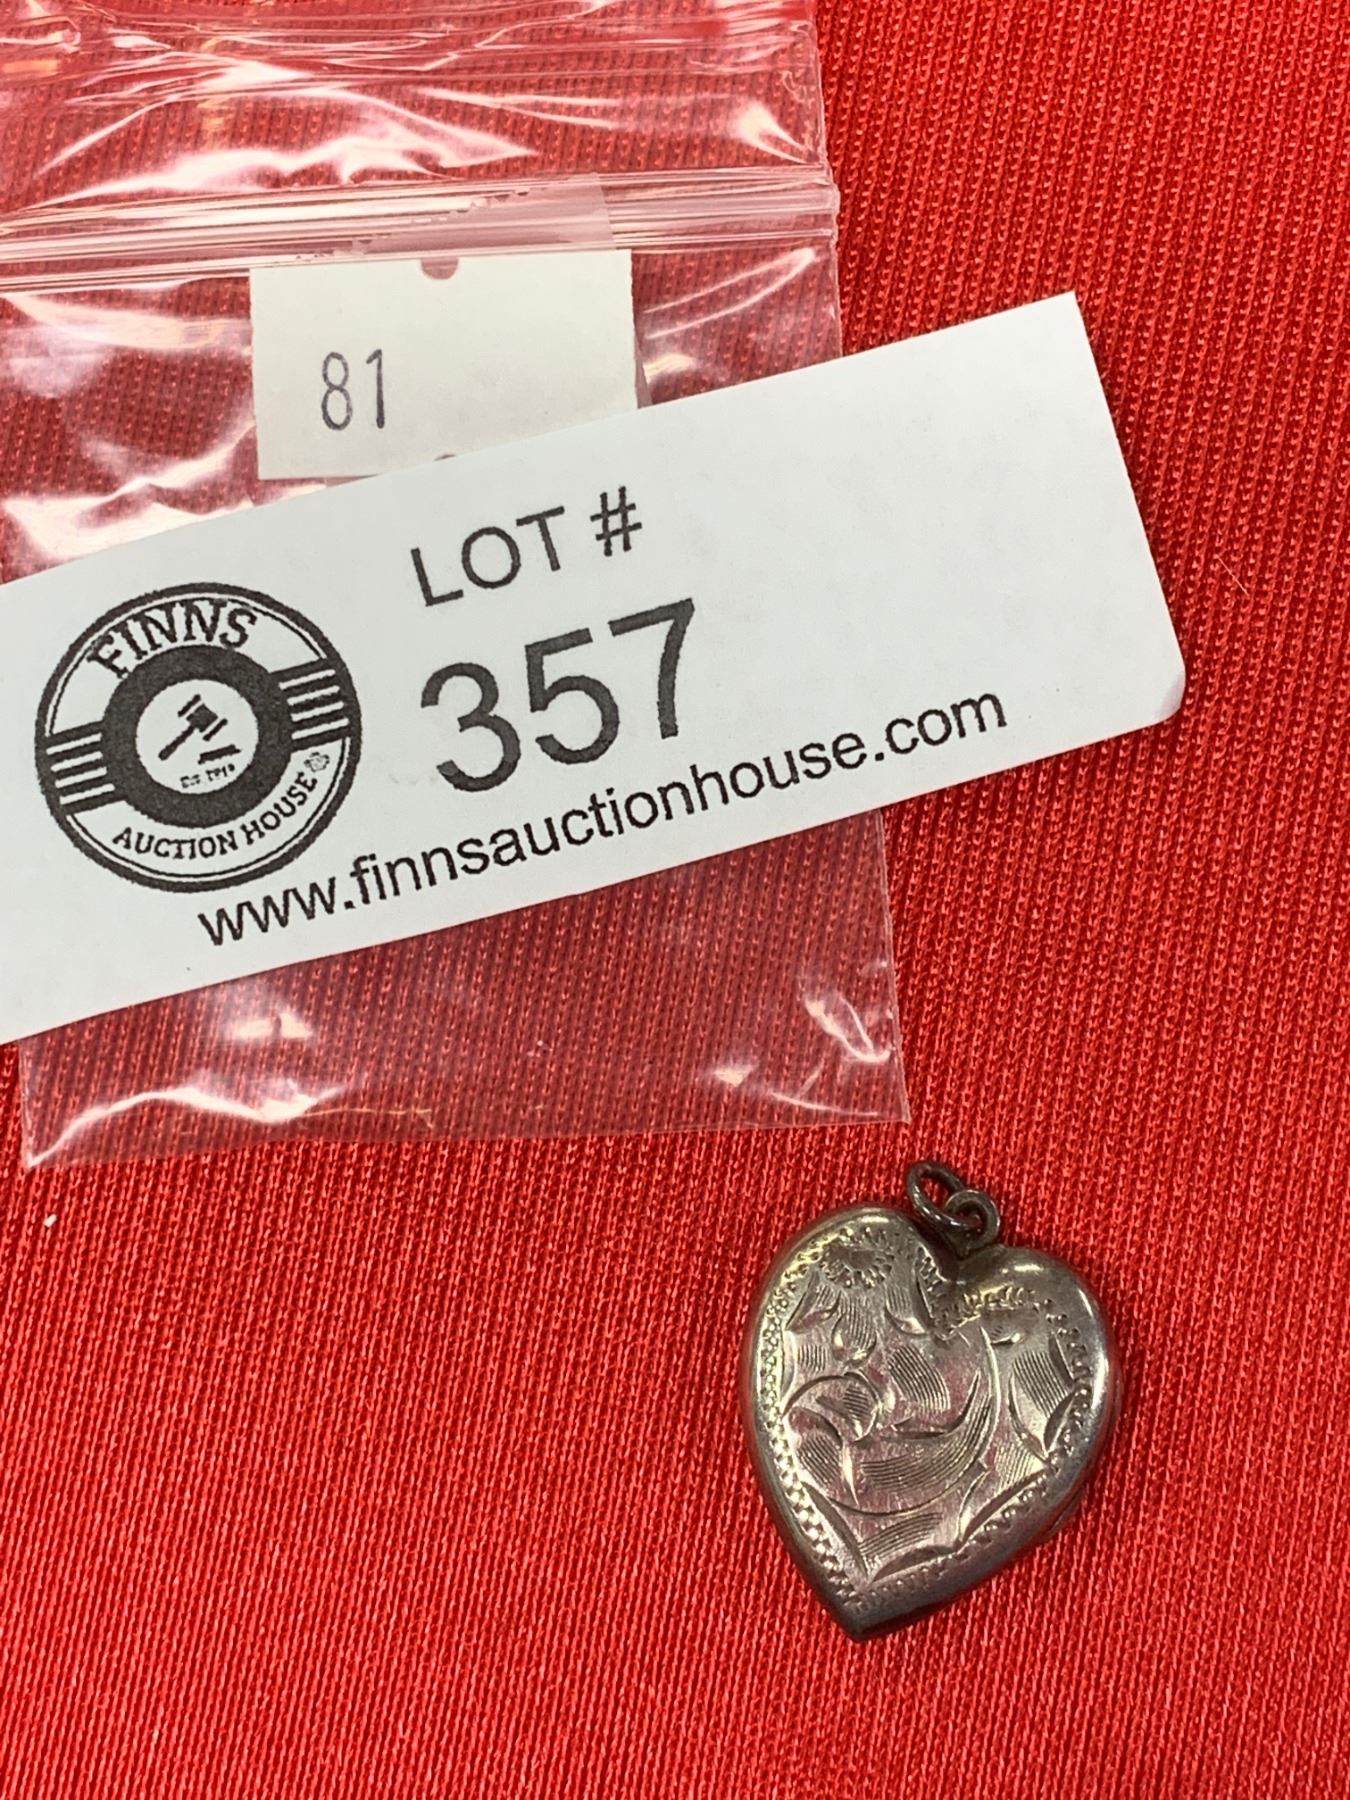 81
LOT #
357
FINNS
AUCTION HOUSE
www.finnsauctionhouse.com